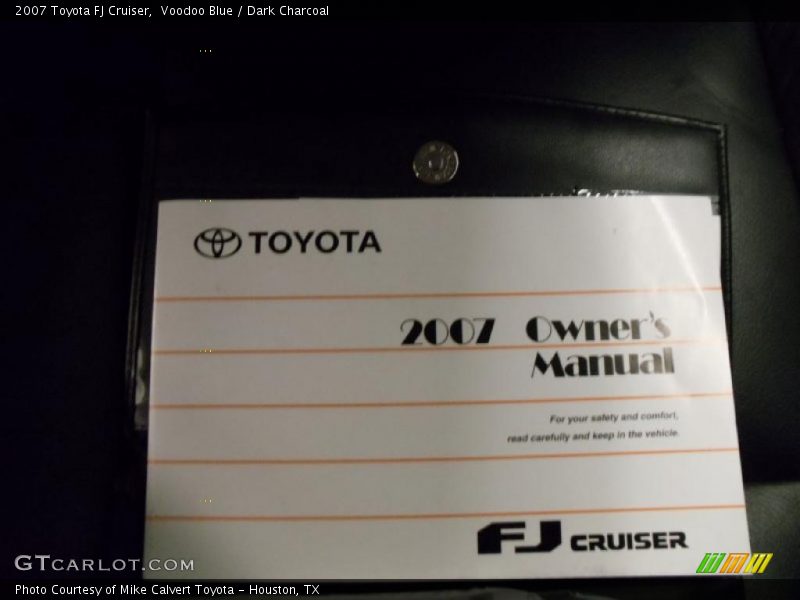 2007 Toyota FJ Cruiser,  Voodoo Blue / Dark Charcoal
TOYOTA
2007 Owner's
Manual
For your safety and comfort,
read carefully and keep in the vehicle.
FJ CRUISER
GTCARLOT.COM
Photo Courtesy of Mike Calvert Toyota - Houston, TX